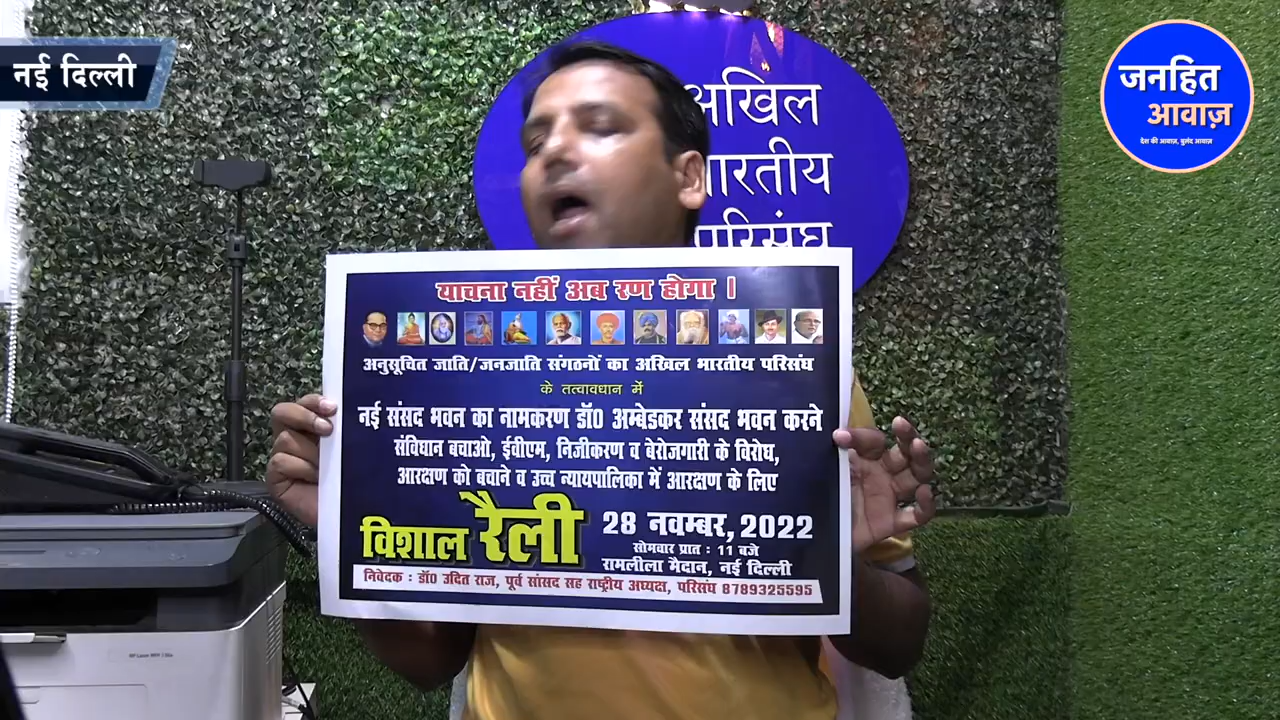 नई दिल्ली
जनहित
आवाज़
देश की आवाज़, बुलंद आवाज़
अखिल
भारतीय
परिसंघ
याचना नहीं अब रण होगा ।
अनुसूचित जाति/जनजाति संगठनों का अखिल भारतीय परिसंघ
के तत्वावधान में
नई संसद भवन का नामकरण डॉ0 अम्बेडकर संसद भवन करने
संविधान बचाओ, ईवीएम, निजीकरण व बेरोजगारी के विरोध,
आरक्षण को बचाने व उच्च न्यायपालिका में आरक्षण के लिए
विशाल रैली
28 नवम्बर, 2022
सोमवार प्रात : 11 बजे
रामलीला मैदान, नई दिल्ली
निवेदक : डॉ0 उदित राज, पूर्व सांसद सह राष्ट्रीय अध्यक्ष, परिसंघ 8789325595